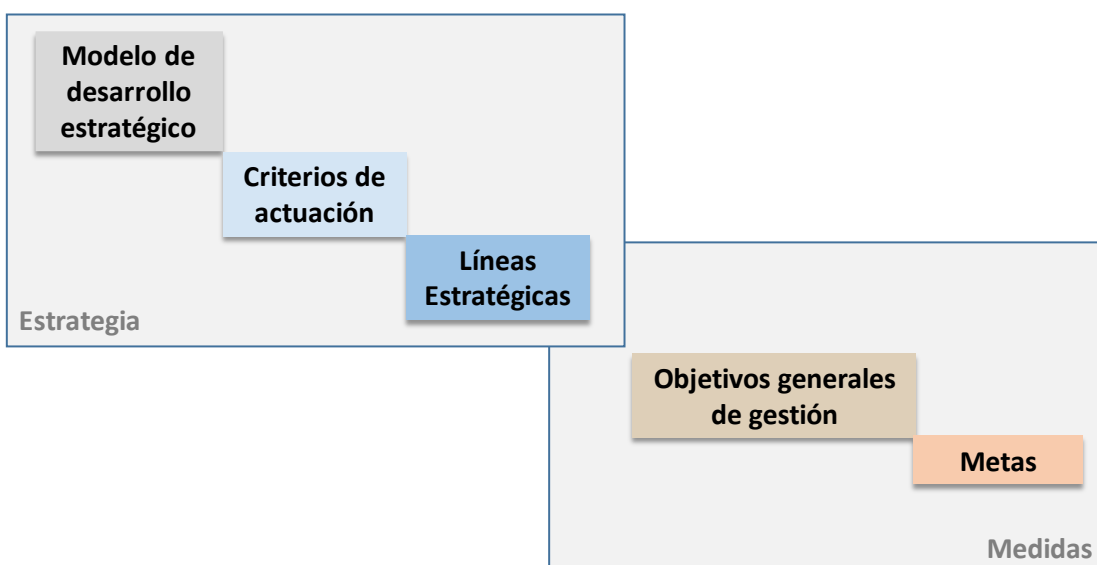 Modelo de
desarrollo
estratégico
Criterios de
actuación
Líneas
Estratégicas
Estrategia
Objetivos generales
de gestión
Metas
Medidas